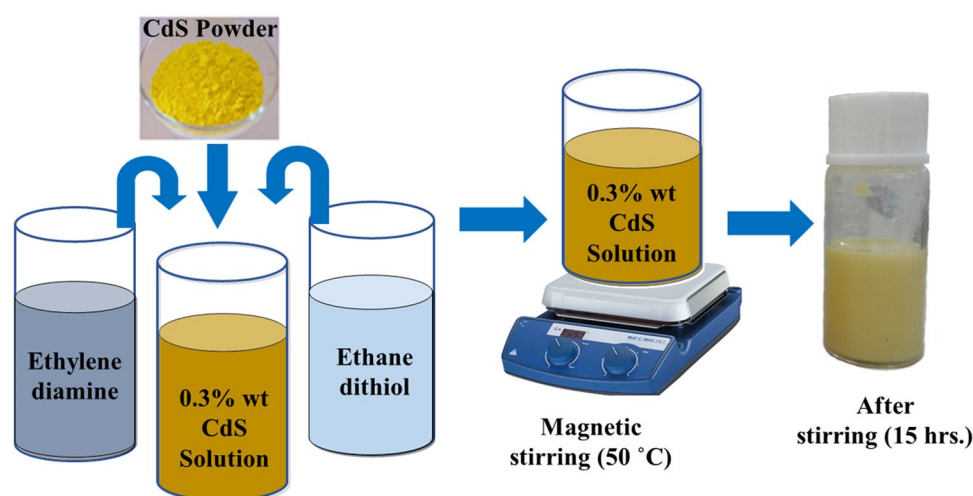 CdS Powder
Ethylene
diamine
0.3% wt
CdS
Solution
Ethane
dithiol
0.3% wt
CdS
Solution
Magnetic
stirring (50 ˚C)
After
stirring (15 hrs.)